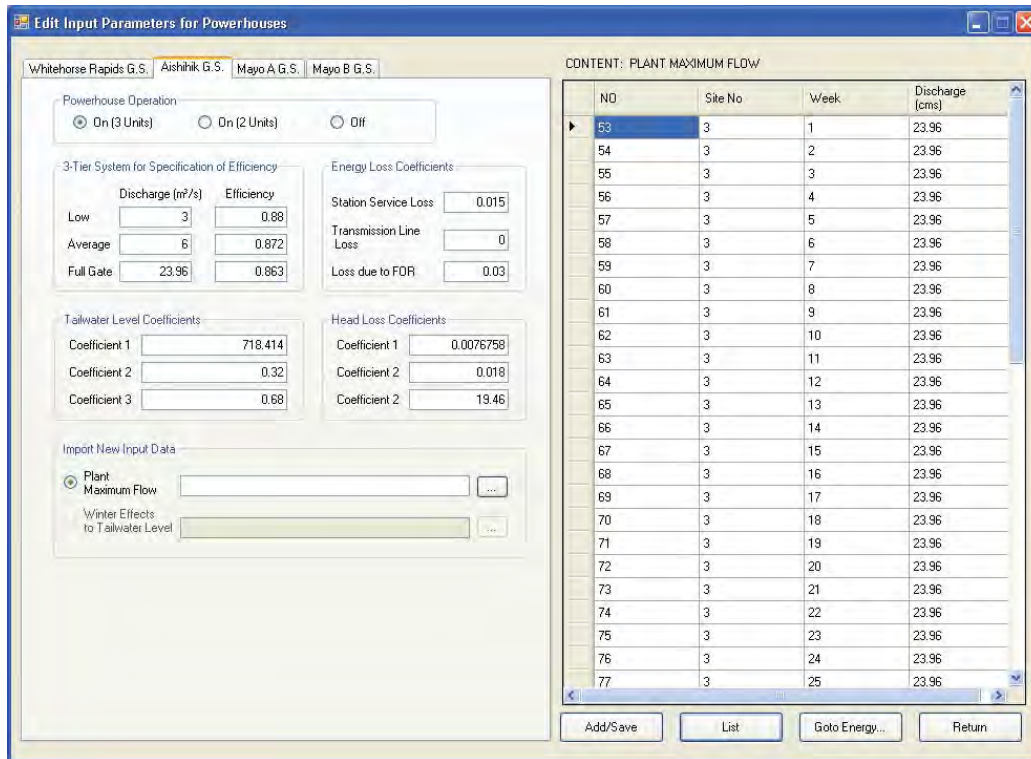 Edit Input Parameters for Powerhouses
Whitehorse Rapids G.S. Aishihik G.S. Mayo A G.S. Mayo B G.S.
Powerhouse Operation
On (3 Units) On (2 Units) Off
3-Tier System for Specification of Efficiency
Discharge (m³/s) Efficiency
Low 3 0.88
Average 6 0.872
Full Gate 23.96 0.863
Energy Loss Coefficients
Station Service Loss 0.015
Transmission Line
Loss 0
Loss due to FOR 0.03
Tailwater Level Coefficients
Coefficient 1 718.414
Coefficient 2 0.32
Coefficient 3 0.68
Head Loss Coefficients
Coefficient 1 0.0076758
Coefficient 2 0.018
Coefficient 2 19.46
Import New Input Data
Plant
Maximum Flow ...
Winter Effects
to Tailwater Level ...
CONTENT: PLANT MAXIMUM FLOW
NO Site No Week Discharge
(cms)
53 3 1 23.96
54 3 2 23.96
55 3 3 23.96
56 3 4 23.96
57 3 5 23.96
58 3 6 23.96
59 3 7 23.96
60 3 8 23.96
61 3 9 23.96
62 3 10 23.96
63 3 11 23.96
64 3 12 23.96
65 3 13 23.96
66 3 14 23.96
67 3 15 23.96
68 3 16 23.96
69 3 17 23.96
70 3 18 23.96
71 3 19 23.96
72 3 20 23.96
73 3 21 23.96
74 3 22 23.96
75 3 23 23.96
76 3 24 23.96
77 3 25 23.96
Add/Save List Goto Energy... Return